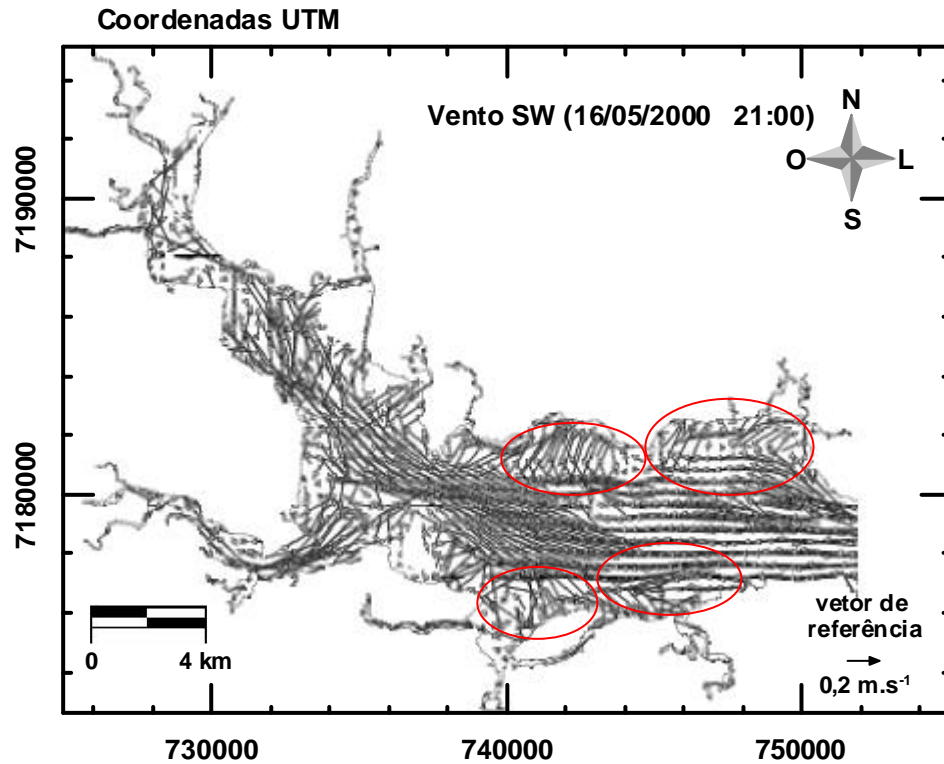 Coordenadas UTM
Vento SW (16/05/2000 21:00)
N
O L
S
7190000
7180000
vetor de
referência
0,2 m.s-1
0 4 km
730000 740000 750000